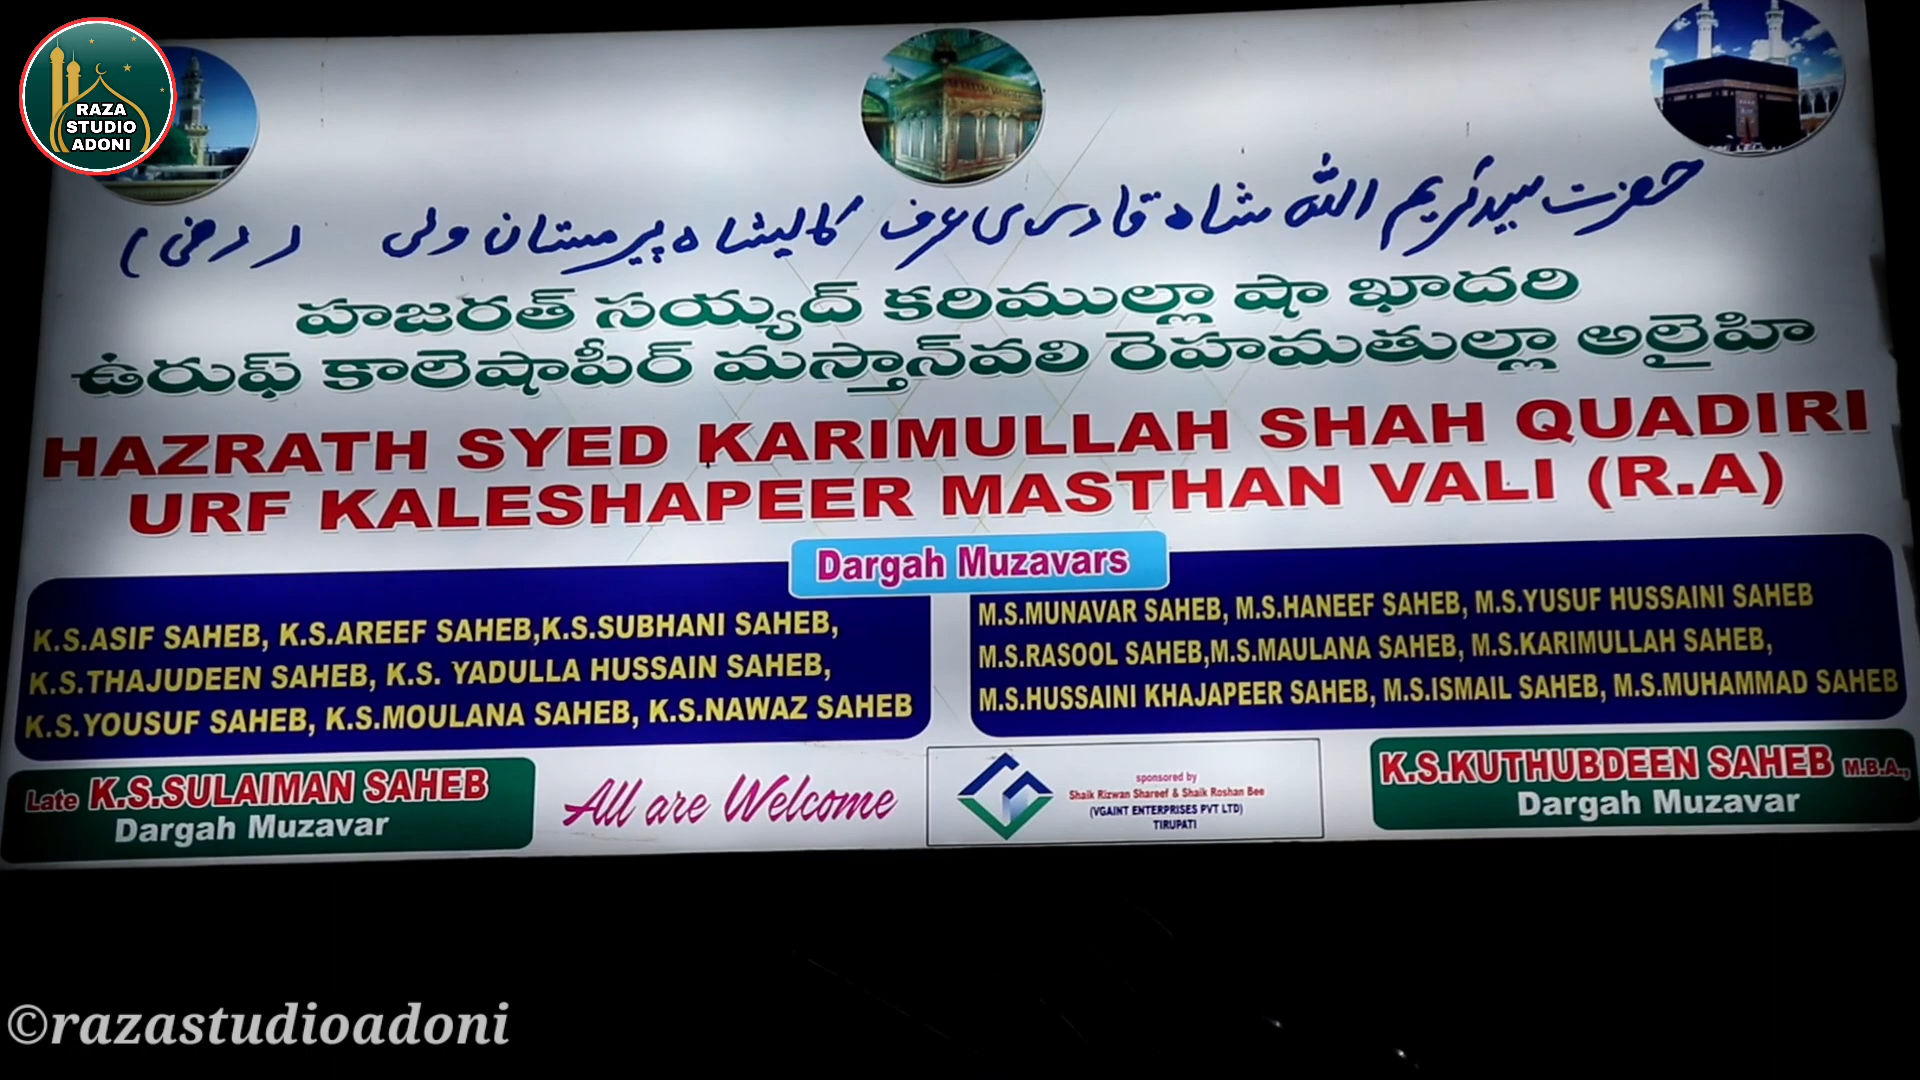 RAZA
STUDIO
ADONI
حضرت سید کریم اللہ شاہ قادری عرف کالیشاہ پیر مستان ولی (رضی)
హజరత్ సయ్యద్ కరిముల్లా షా ఖాదరి
ఉరుఫ్ కాలెషాపీర్ మస్తాన్‌వలి రెహమతుల్లా అలైహి
HAZRATH SYED KARIMULLAH SHAH QUADIRI
URF KALESHAPEER MASTHAN VALI (R.A)
Dargah Muzavars
K.S.ASIF SAHEB, K.S.AREEF SAHEB,K.S.SUBHANI SAHEB,
K.S.THAJUDEEN SAHEB, K.S. YADULLA HUSSAIN SAHEB,
K.S.YOUSUF SAHEB, K.S.MOULANA SAHEB, K.S.NAWAZ SAHEB
M.S.MUNAVAR SAHEB, M.S.HANEEF SAHEB, M.S.YUSUF HUSSAINI SAHEB
M.S.RASOOL SAHEB,M.S.MAULANA SAHEB, M.S.KARIMULLAH SAHEB,
M.S.HUSSAINI KHAJAPEER SAHEB, M.S.ISMAIL SAHEB, M.S.MUHAMMAD SAHEB
Late K.S.SULAIMAN SAHEB
Dargah Muzavar
All are Welcome
sponsored by
Shaik Rizwan Shareef & Shaik Roshan Bee
(VGAINT ENTERPRISES PVT LTD)
TIRUPATI
K.S.KUTHUBDEEN SAHEB M.B.A.,
Dargah Muzavar
©razastudioadoni